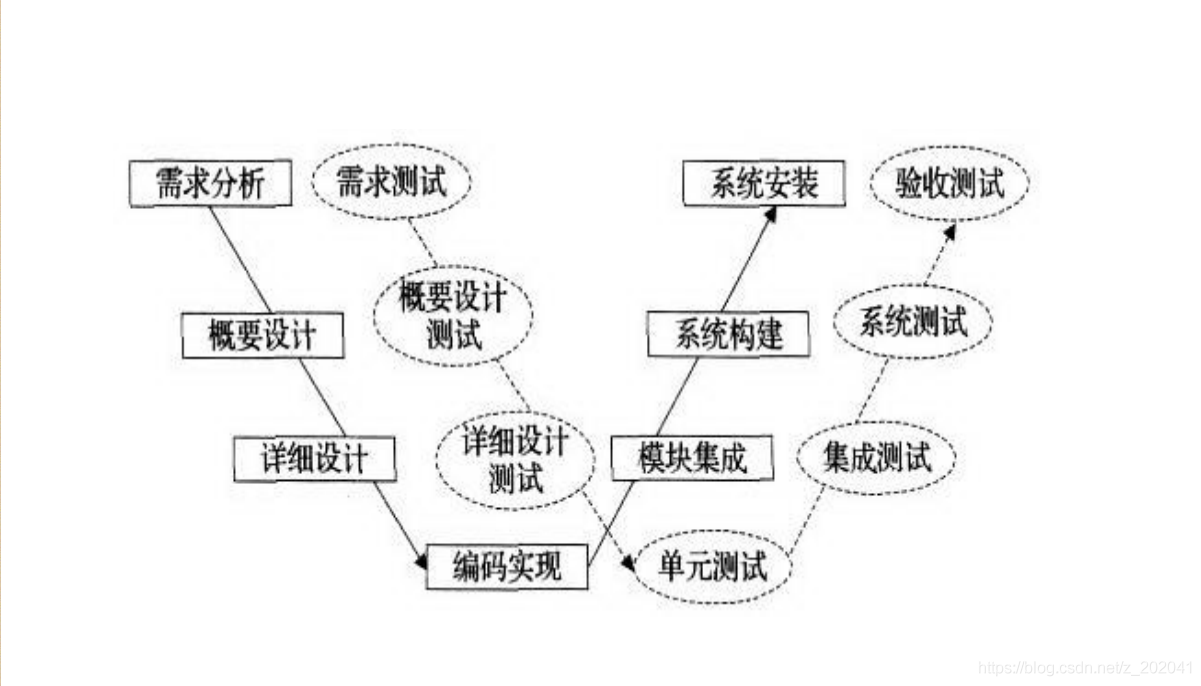 需求分析
需求测试
系统安装
验收测试
概要设计
测试
概要设计
系统构建
系统测试
详细设计
测试
详细设计
模块集成
集成测试
编码实现
单元测试
https://blog.csdn.net/z_202041